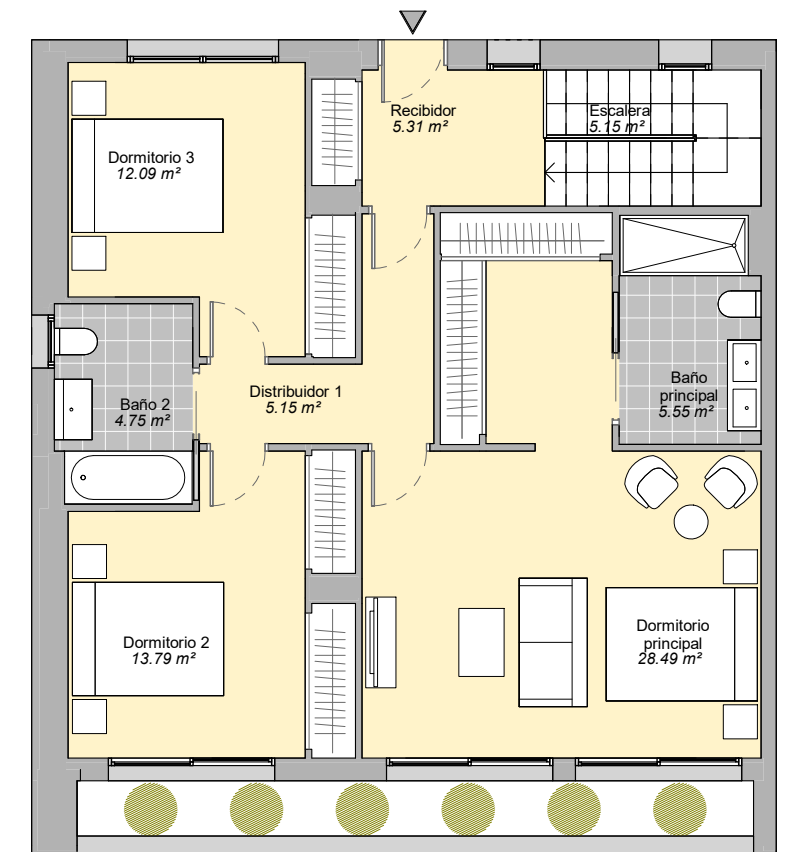 Recibidor
5.31 m²
Escalera
5.15 m²
Dormitorio 3
12.09 m²
Distribuidor 1
5.15 m²
Baño 2
4.75 m²
Baño
principal
5.55 m²
Dormitorio 2
13.79 m²
Dormitorio
principal
28.49 m²